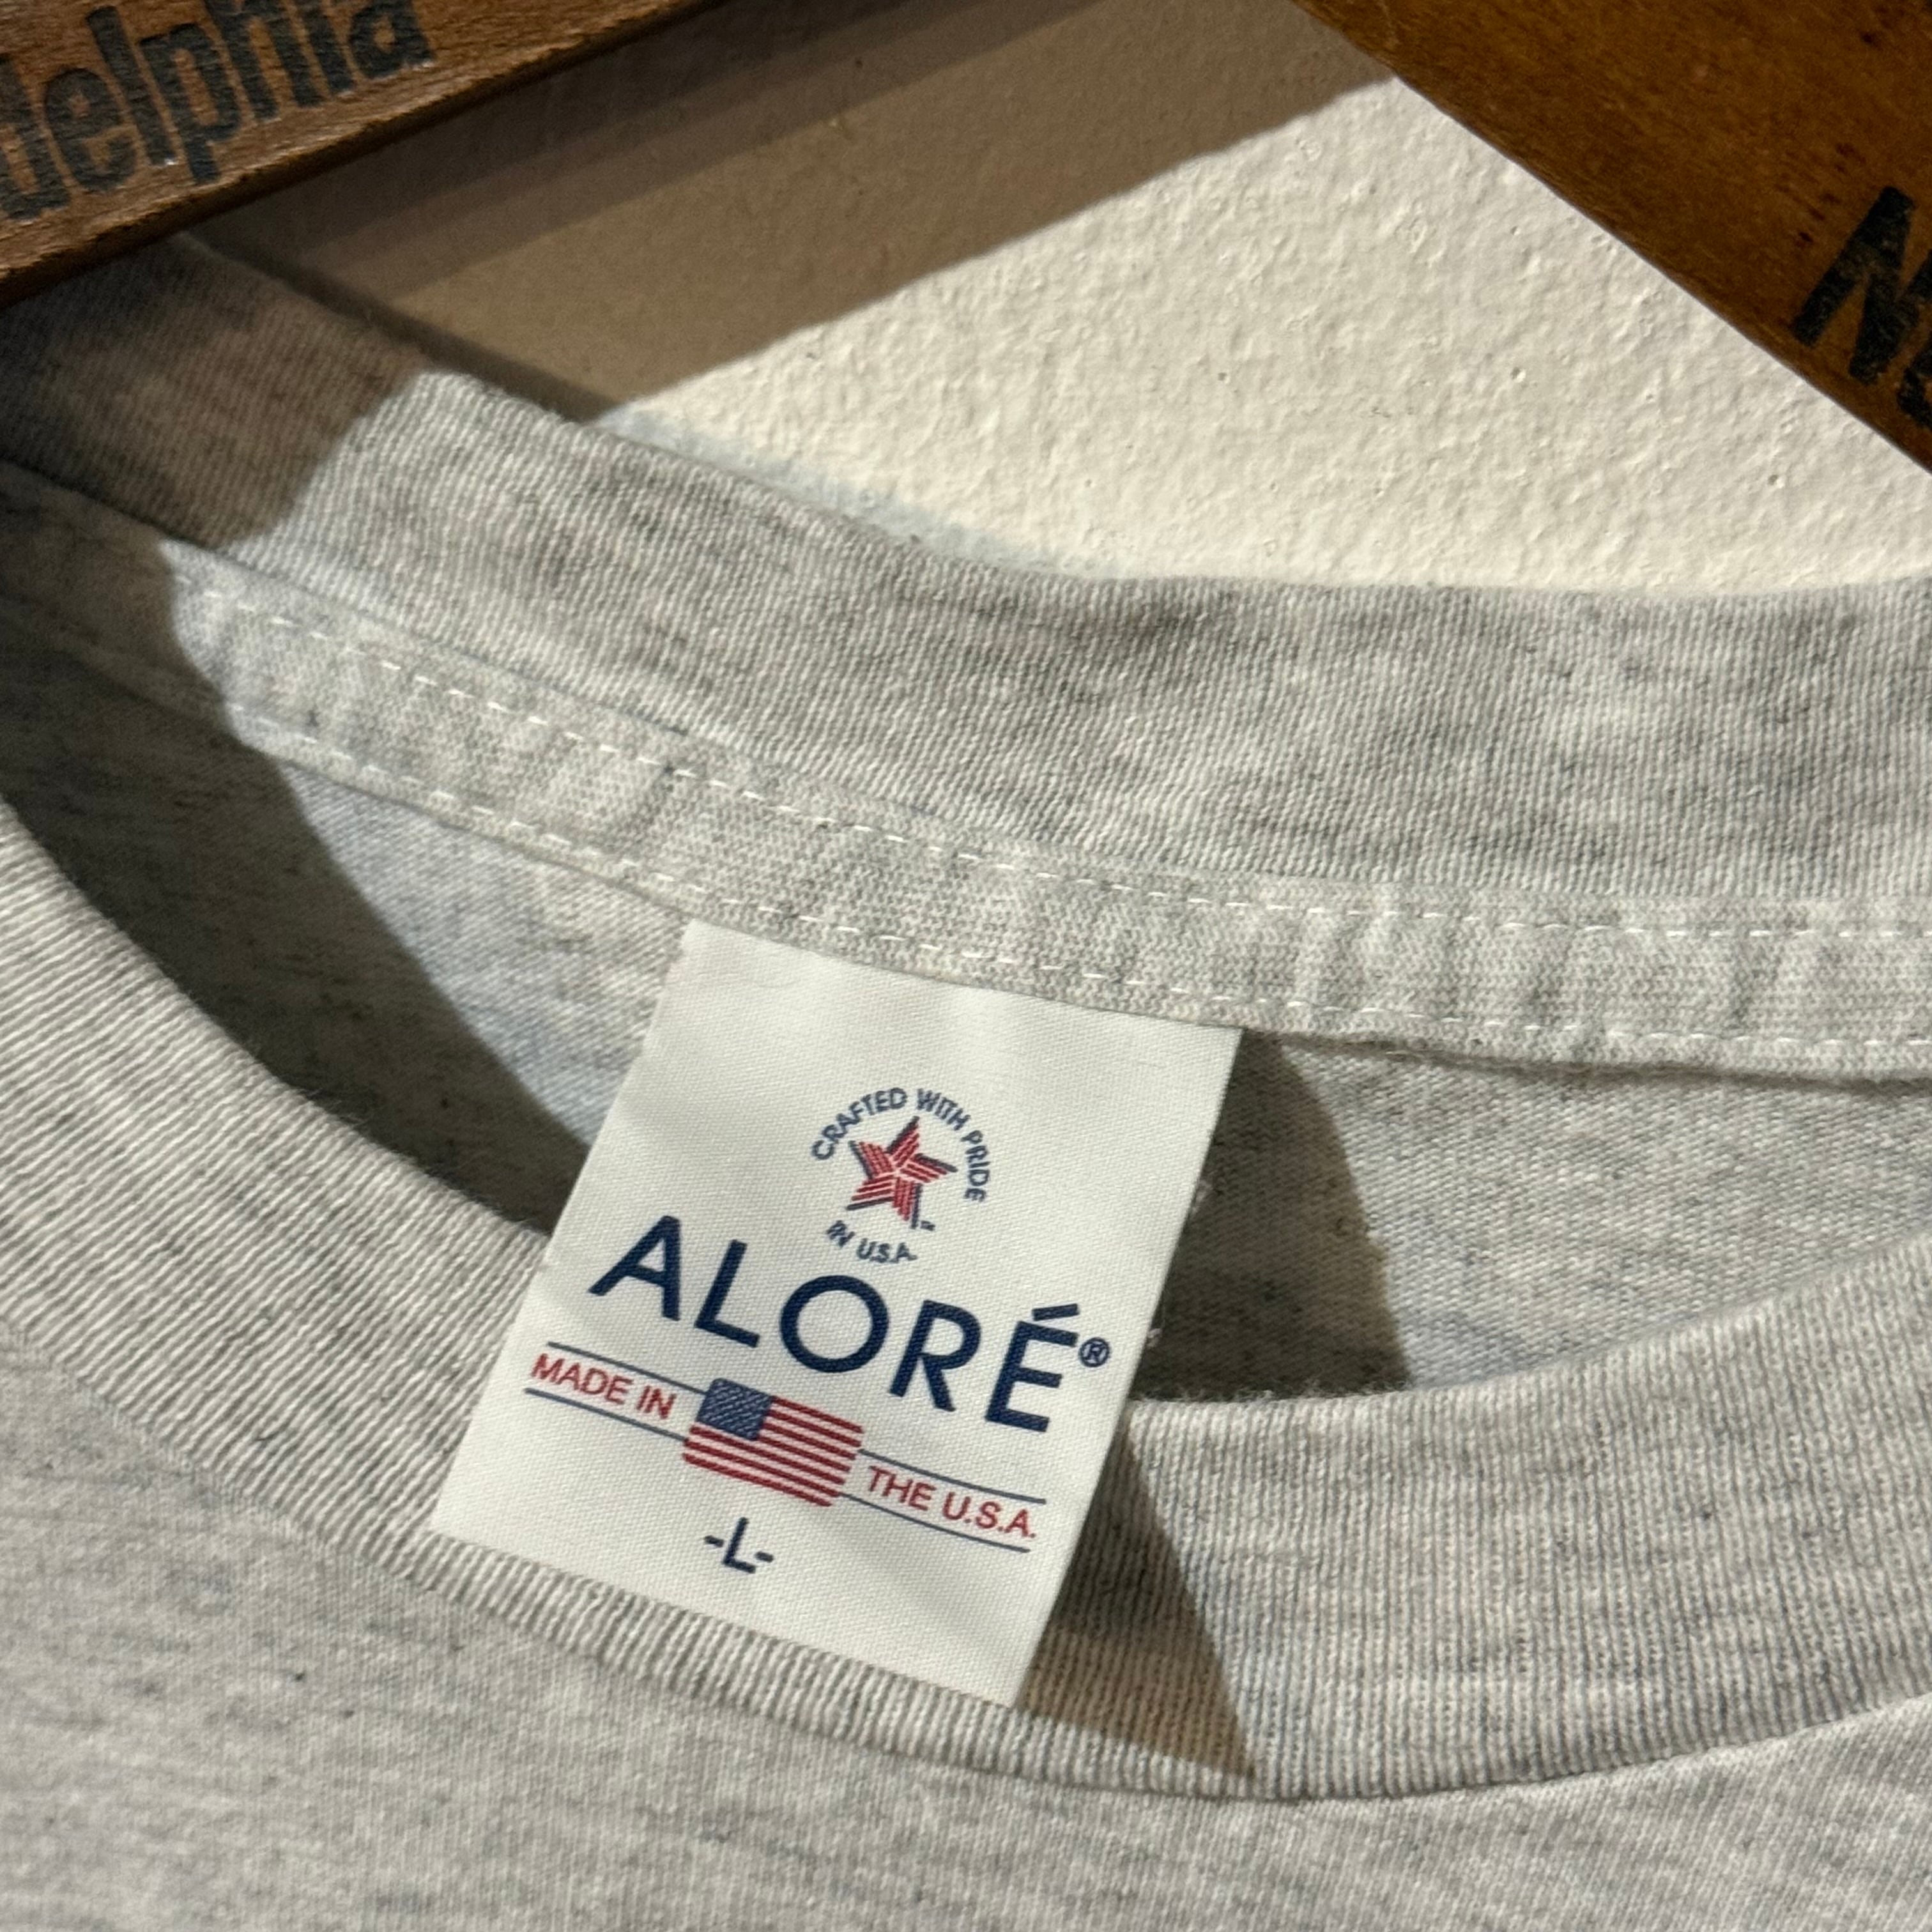 delphia
CRAFTED WITH PRIDE
IN U.S.A.
ALORÉ®
MADE IN THE U.S.A.
-L-